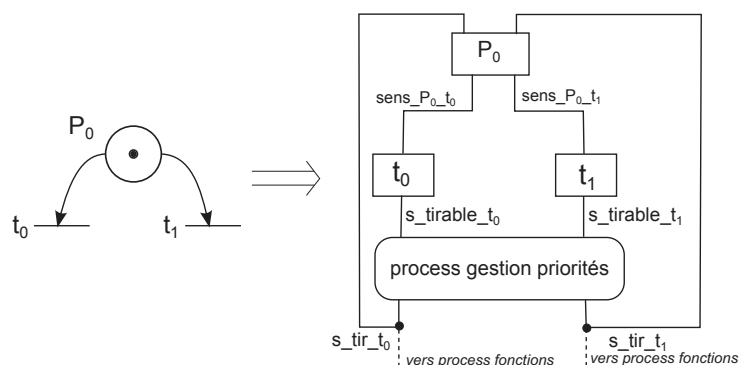 P₀
sens_P₀_t₀
sens_P₀_t₁
P₀
t₀
t₁
t₀
t₁
s_tirable_t₀
s_tirable_t₁
process gestion priorités
s_tir_t₀
s_tir_t₁
vers process fonctions
vers process fonctions